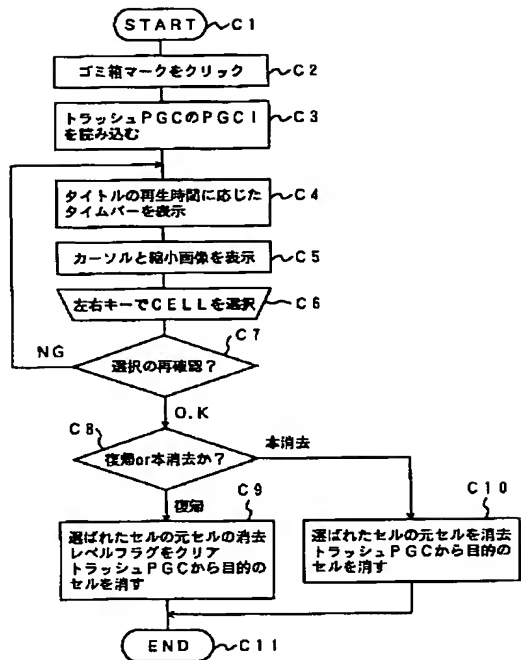 START C1
ゴミ箱マークをクリック C2
トラッシュPGCのPGCI
を読み込む
C3
タイトルの再生時間に応じた
タイムバーを表示
C4
カーソルと縮小画像を表示 C5
左右キーでCELLを選択 C6
C7
NG
選択の再確認?
O.K
C8
復帰or本消去か?
本消去
復帰
C9
選ばれたセルの元セルの消去
レベルフラグをクリア
トラッシュPGCから目的の
セルを消す
C10
選ばれたセルの元セルを消去
トラッシュPGCから目的の
セルを消す
END C11